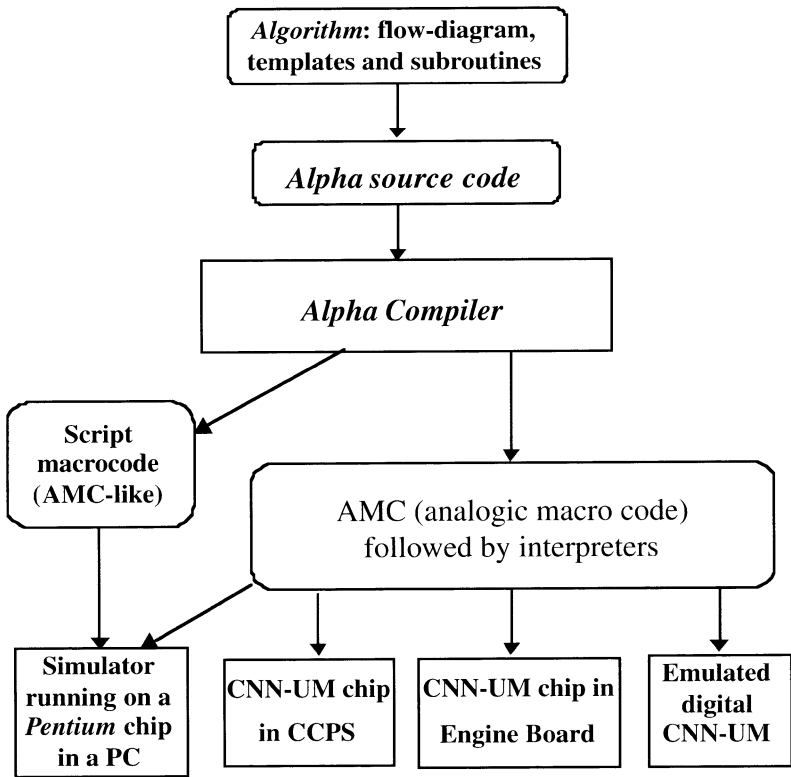 Algorithm: flow-diagram,
templates and subroutines
Alpha source code
Alpha Compiler
Script
macrocode
(AMC-like)
AMC (analogic macro code)
followed by interpreters
Simulator
running on a
Pentium chip
in a PC
CNN-UM chip
in CCPS
CNN-UM chip in
Engine Board
Emulated
digital
CNN-UM